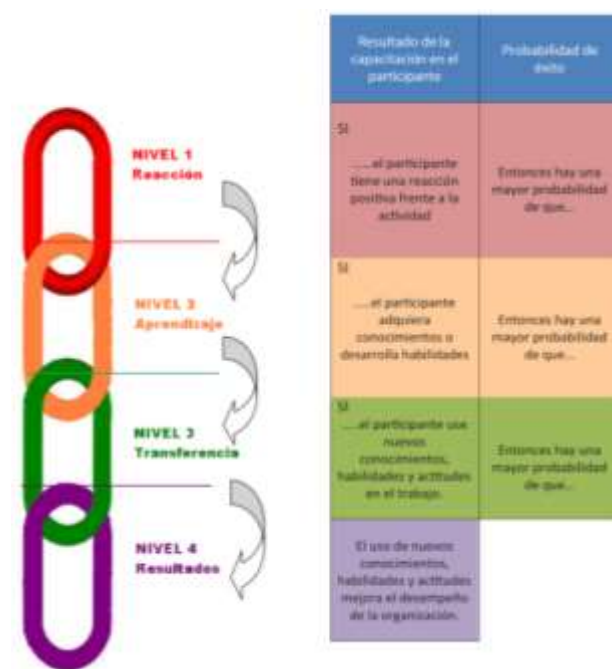 NIVEL 1
Reacción
NIVEL 2
Aprendizaje
NIVEL 3
Transferencia
NIVEL 4
Resultados
Resultado de la
capacitación en el
participante
Probabilidad de
éxito
SI
.....el participante
tiene una reacción
positiva frente a la
actividad
Entonces hay una
mayor probabilidad
de que...
SI
.....el participante
adquiera
conocimientos o
desarrolla habilidades
Entonces hay una
mayor probabilidad
de que...
SI
.....el participante use
nuevos
conocimientos,
habilidades y actitudes
en el trabajo.
Entonces hay una
mayor probabilidad
de que...
El uso de nuevos
conocimientos,
habilidades y actitudes
mejora el desempeño
de la organización.